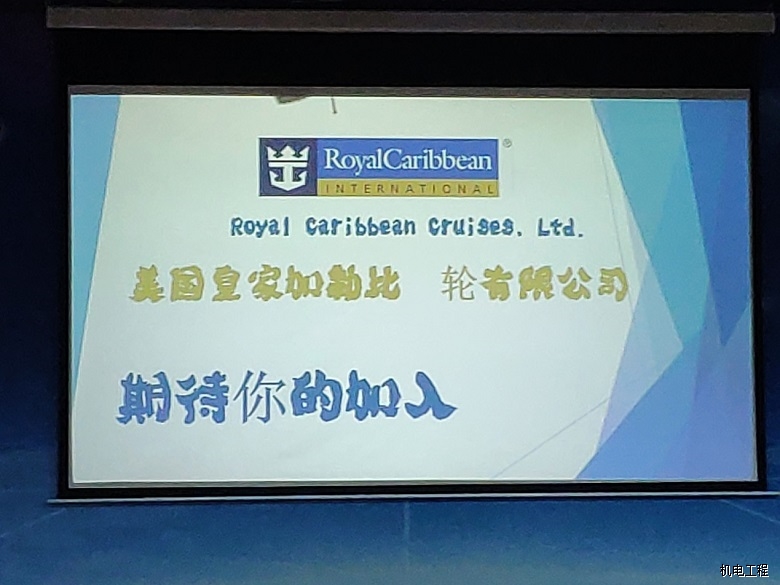 RoyalCaribbean®
INTERNATIONAL
Royal Caribbean Cruises, Ltd.
美国皇家加勒比 轮有限公司
期待你的加入
机电工程